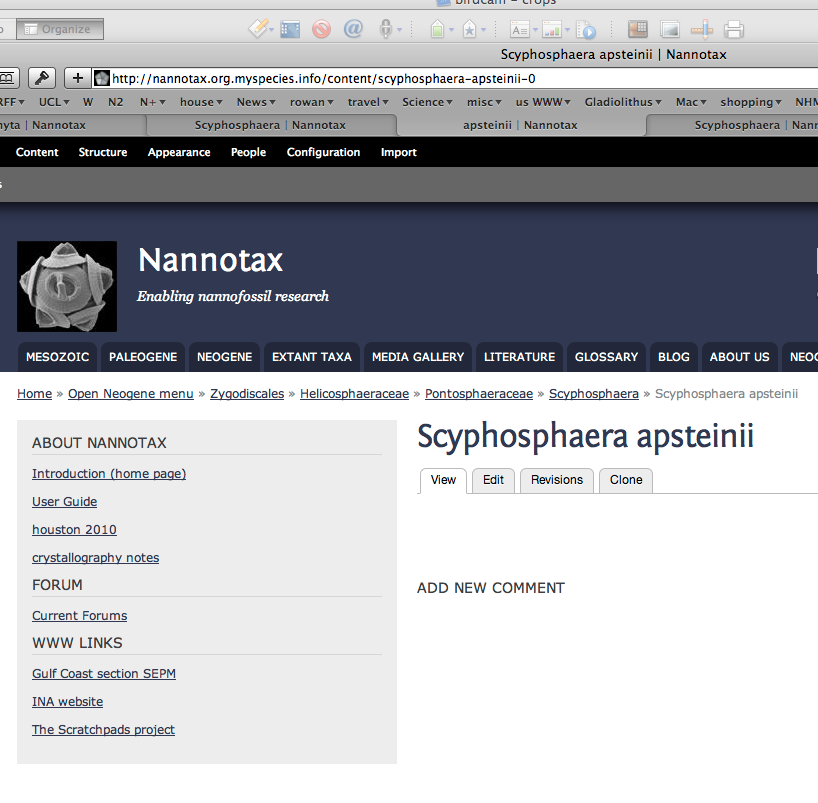 Organize
Scyphosphaera apsteinii | Nannotax
http://nannotax.org.myspecies.info/content/scyphosphaera-apsteinii-0
RFF UCL W N2 N+ house News rowan travel Science misc us WWW Gladiolithus Mac shopping NHM
| Nannotax Scyphosphaera | Nannotax apsteinii | Nannotax Scyphosphaera | Nann
Content Structure Appearance People Configuration Import
s
Nannotax
Enabling nannofossil research
MESOZOIC PALEOGENE NEOGENE EXTANT TAXA MEDIA GALLERY LITERATURE GLOSSARY BLOG ABOUT US NEO
Home » Open Neogene menu » Zygodiscales » Helicosphaeraceae » Pontosphaeraceae » Scyphosphaera » Scyphosphaera apsteinii
Scyphosphaera apsteinii
View Edit Revisions Clone
ADD NEW COMMENT
ABOUT NANNOTAX
Introduction (home page)
User Guide
houston 2010
crystallography notes
FORUM
Current Forums
WWW LINKS
Gulf Coast section SEPM
INA website
The Scratchpads project